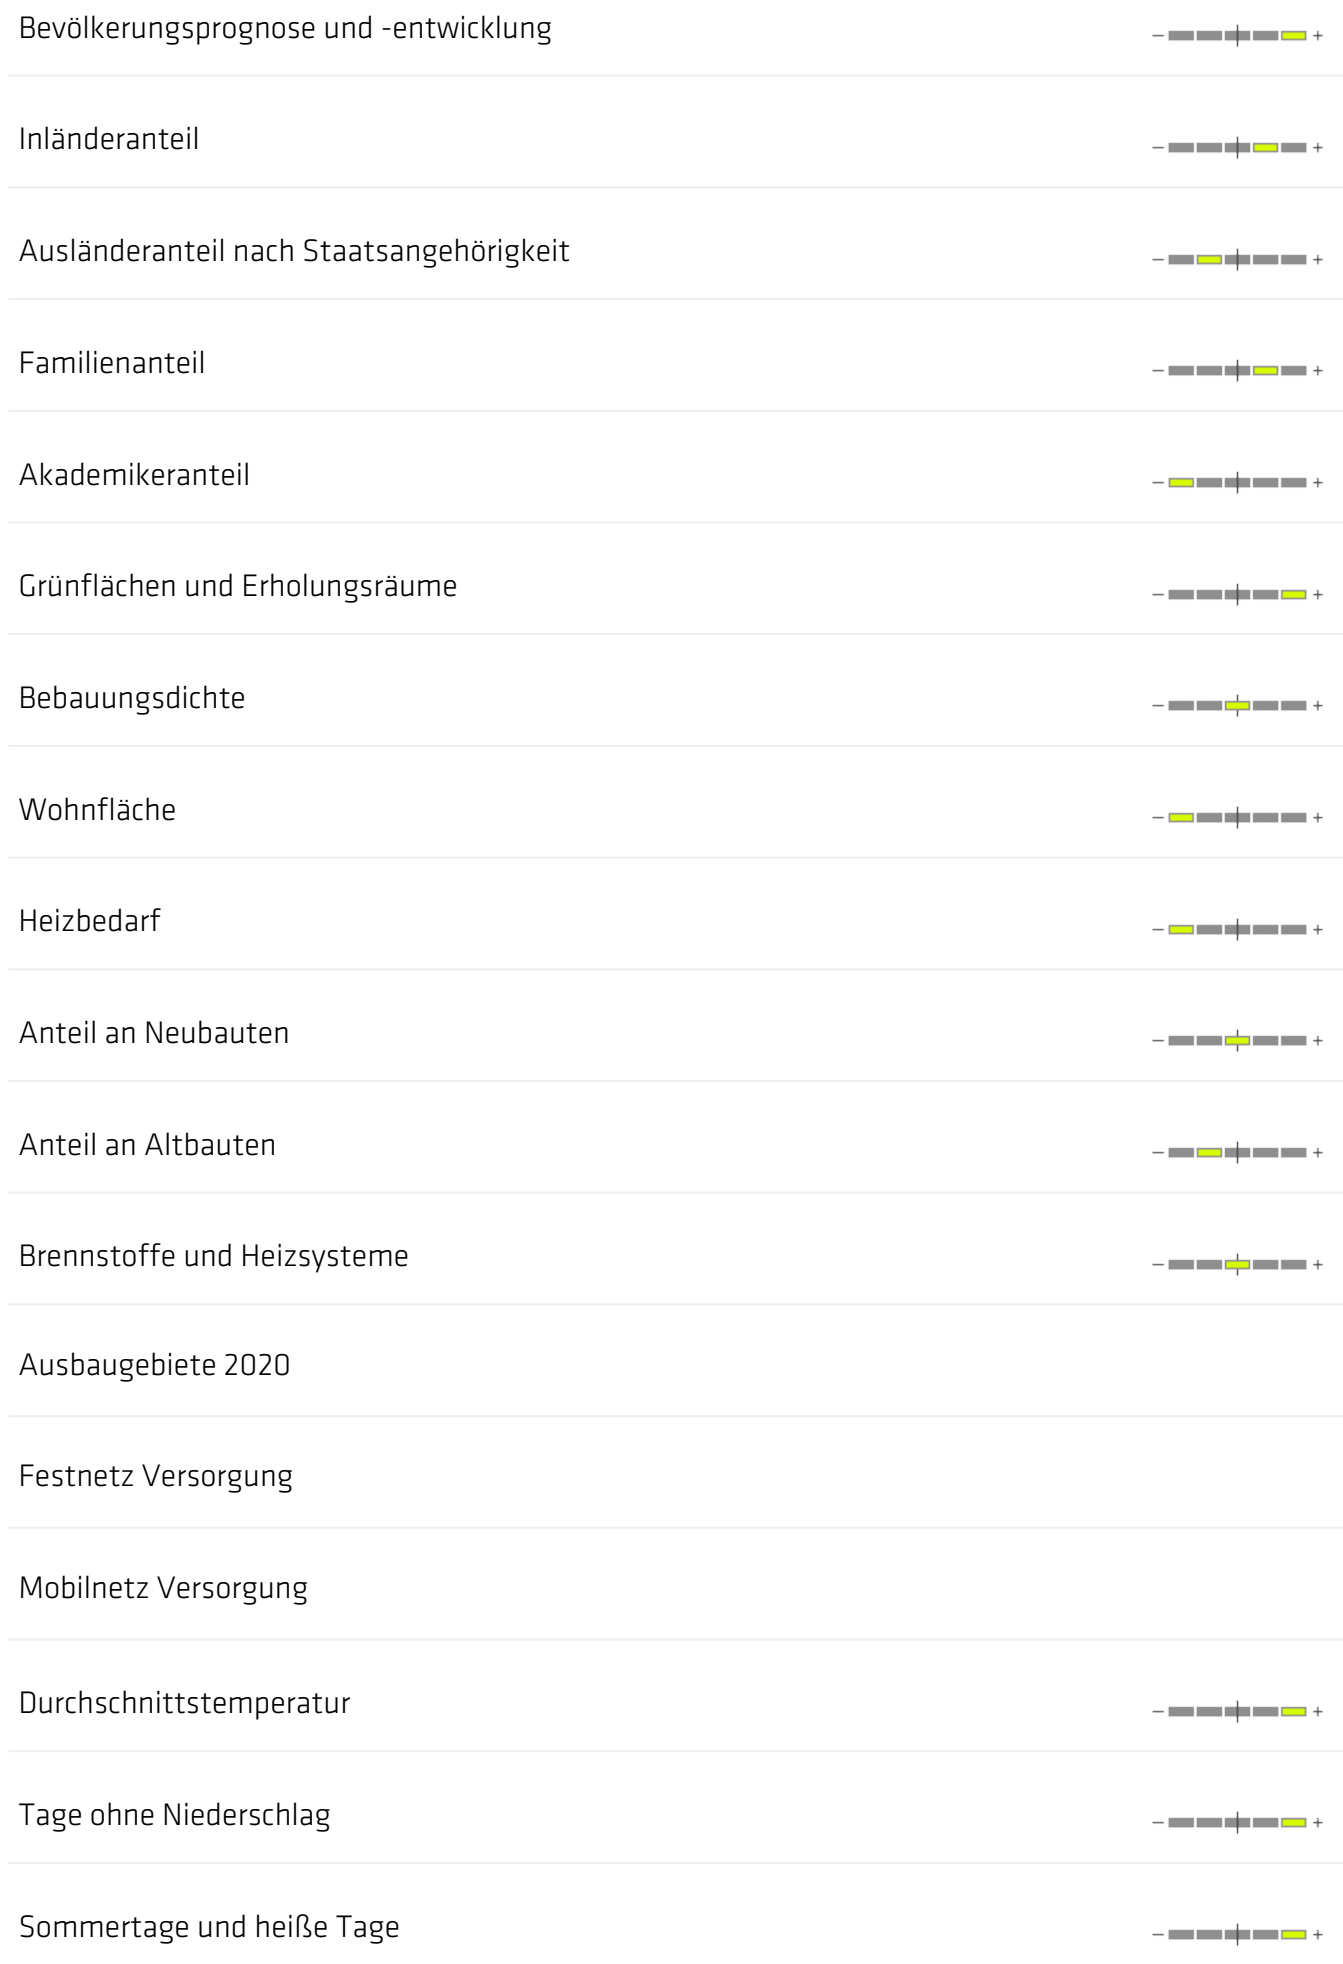 Bevölkerungsprognose und -entwicklung − +
Inländeranteil − +
Ausländeranteil nach Staatsangehörigkeit − +
Familienanteil − +
Akademikeranteil − +
Grünflächen und Erholungsräume − +
Bebauungsdichte − +
Wohnfläche − +
Heizbedarf − +
Anteil an Neubauten − +
Anteil an Altbauten − +
Brennstoffe und Heizsysteme − +
Ausbaugebiete 2020
Festnetz Versorgung
Mobilnetz Versorgung
Durchschnittstemperatur − +
Tage ohne Niederschlag − +
Sommertage und heiße Tage − +